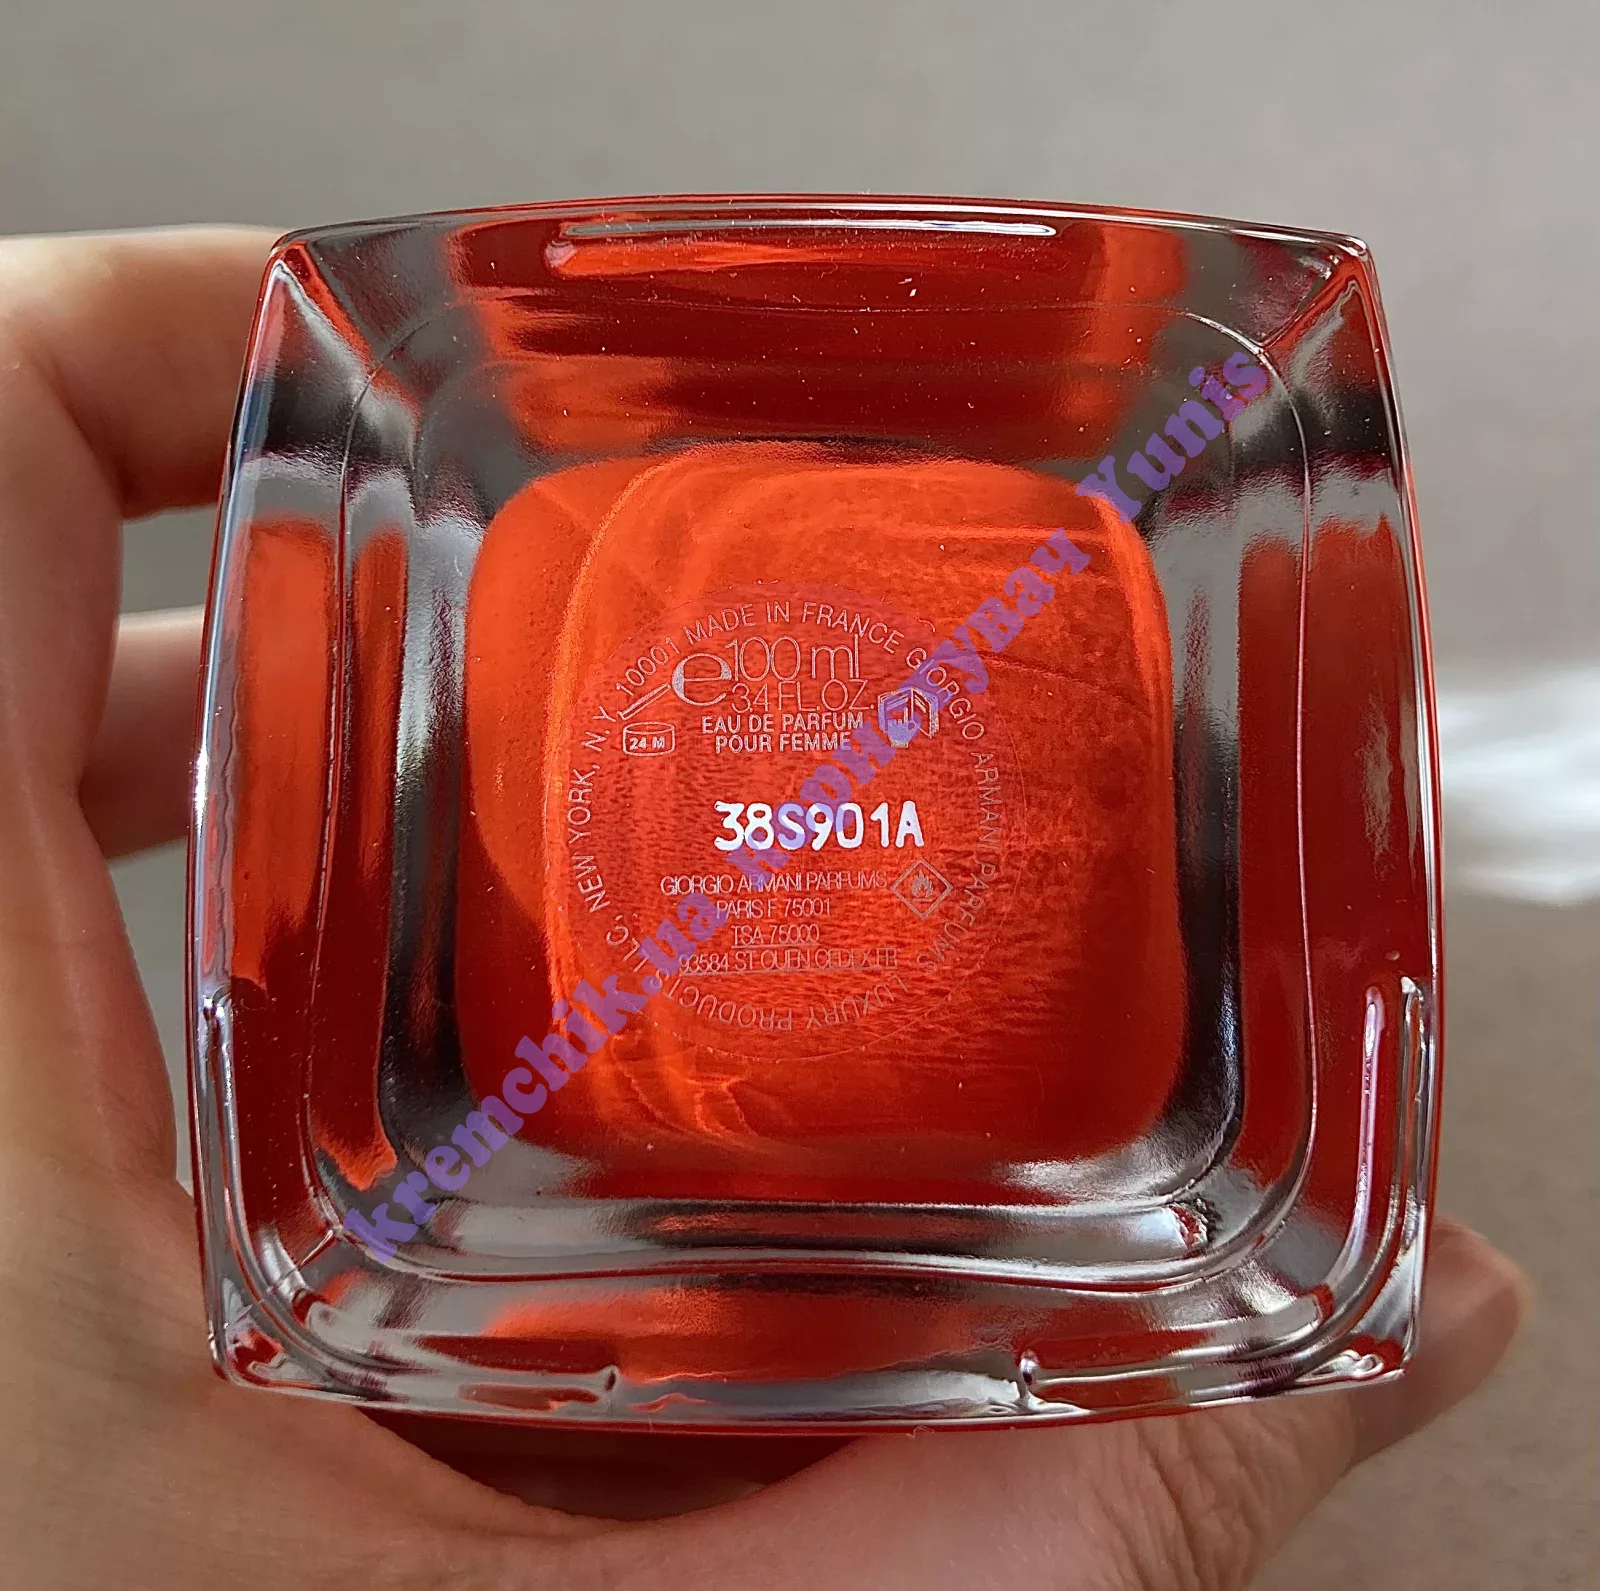 MADE IN FRANCE GIORGIO ARMANI PARFUMS LUXURY PRODUCTS, LLC, NEW YORK, N.Y. 10001
e100 ml
3.4 FL.OZ.
EAU DE PARFUM
POUR FEMME
24 M
38S901A
GIORGIO ARMANI PARFUMS
PARIS F 75001
TSA 75000
93584 ST OUEN CEDEX FR
kremchik.ua
Yunis